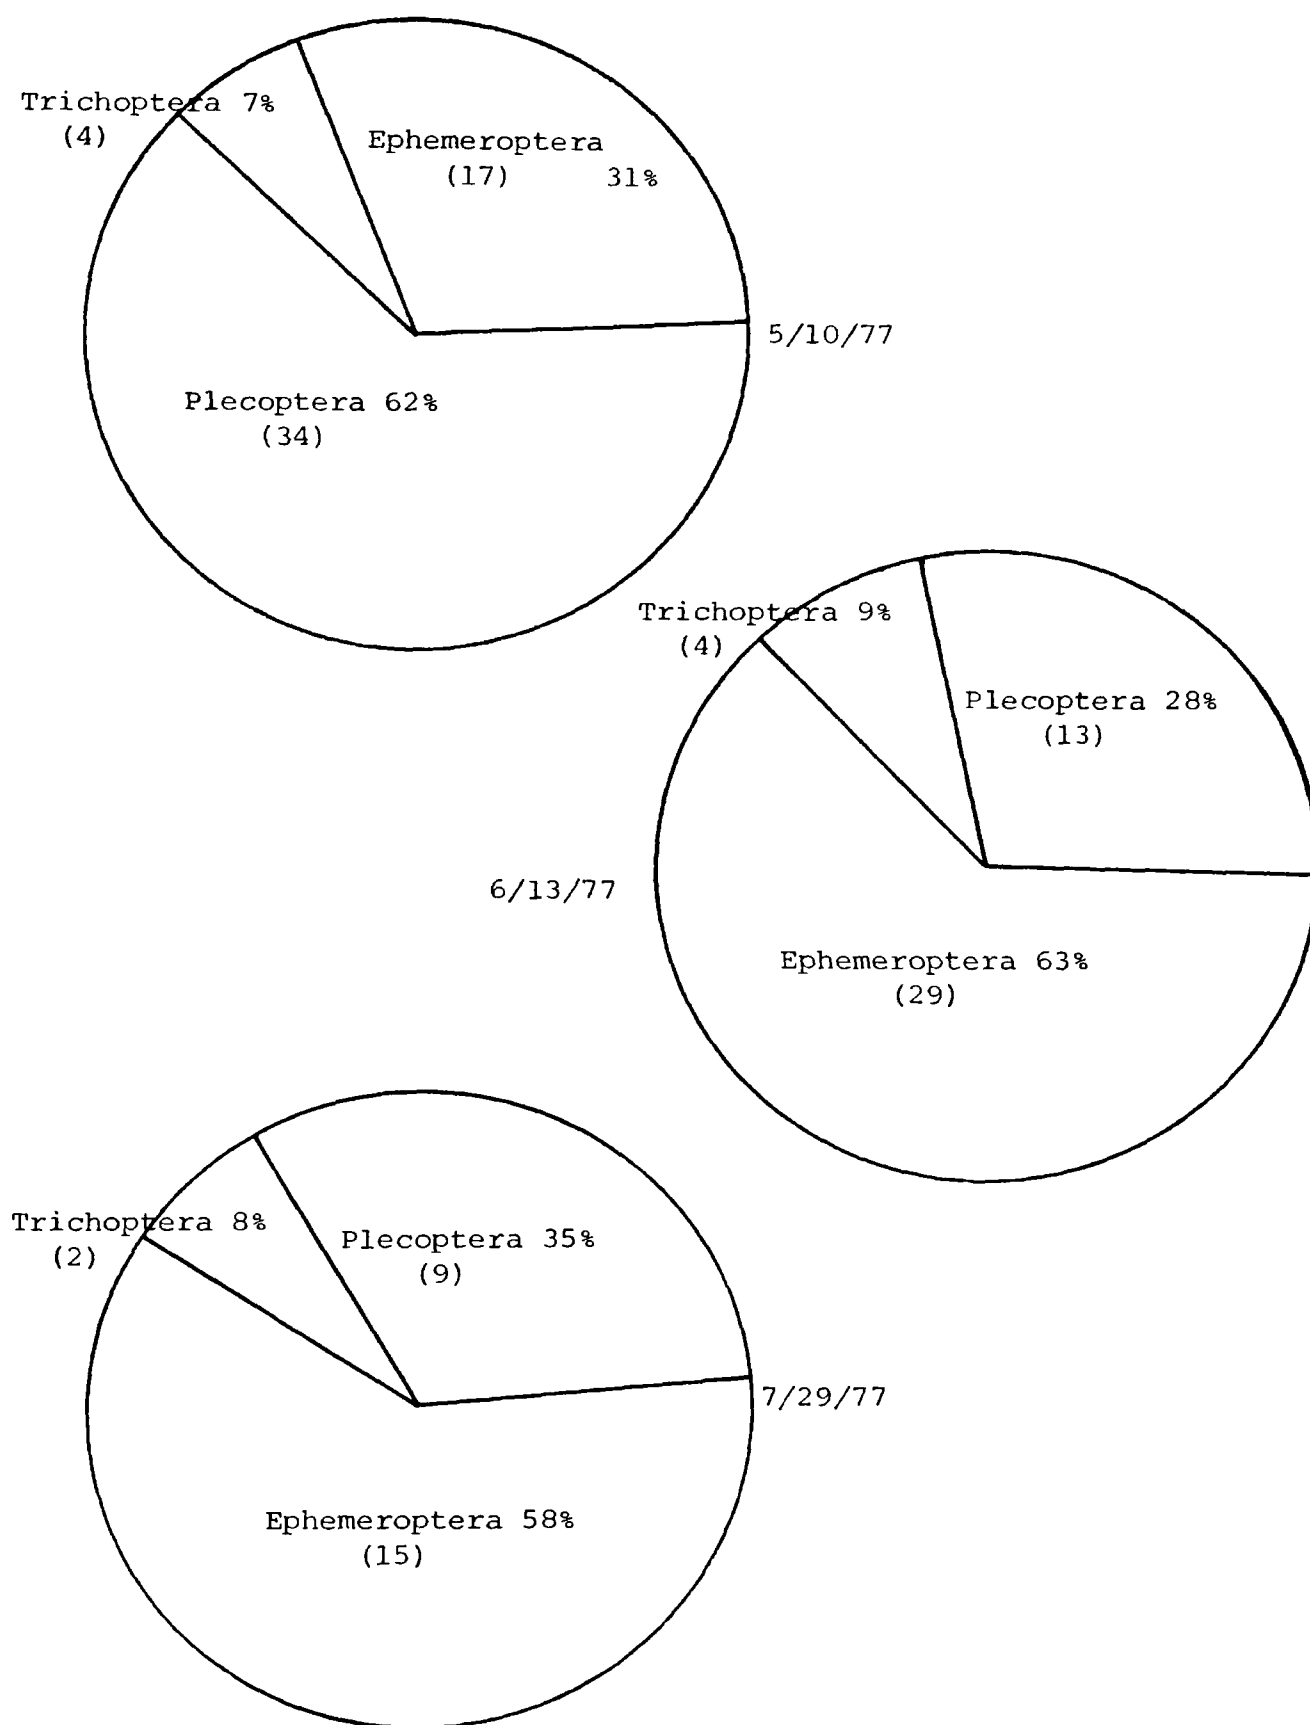 Trichoptera 7%
(4)
Ephemeroptera
(17) 31%
5/10/77
Plecoptera 62%
(34)
Trichoptera 9%
(4)
Plecoptera 28%
(13)
6/13/77
Ephemeroptera 63%
(29)
Trichoptera 8%
(2)
Plecoptera 35%
(9)
7/29/77
Ephemeroptera 58%
(15)